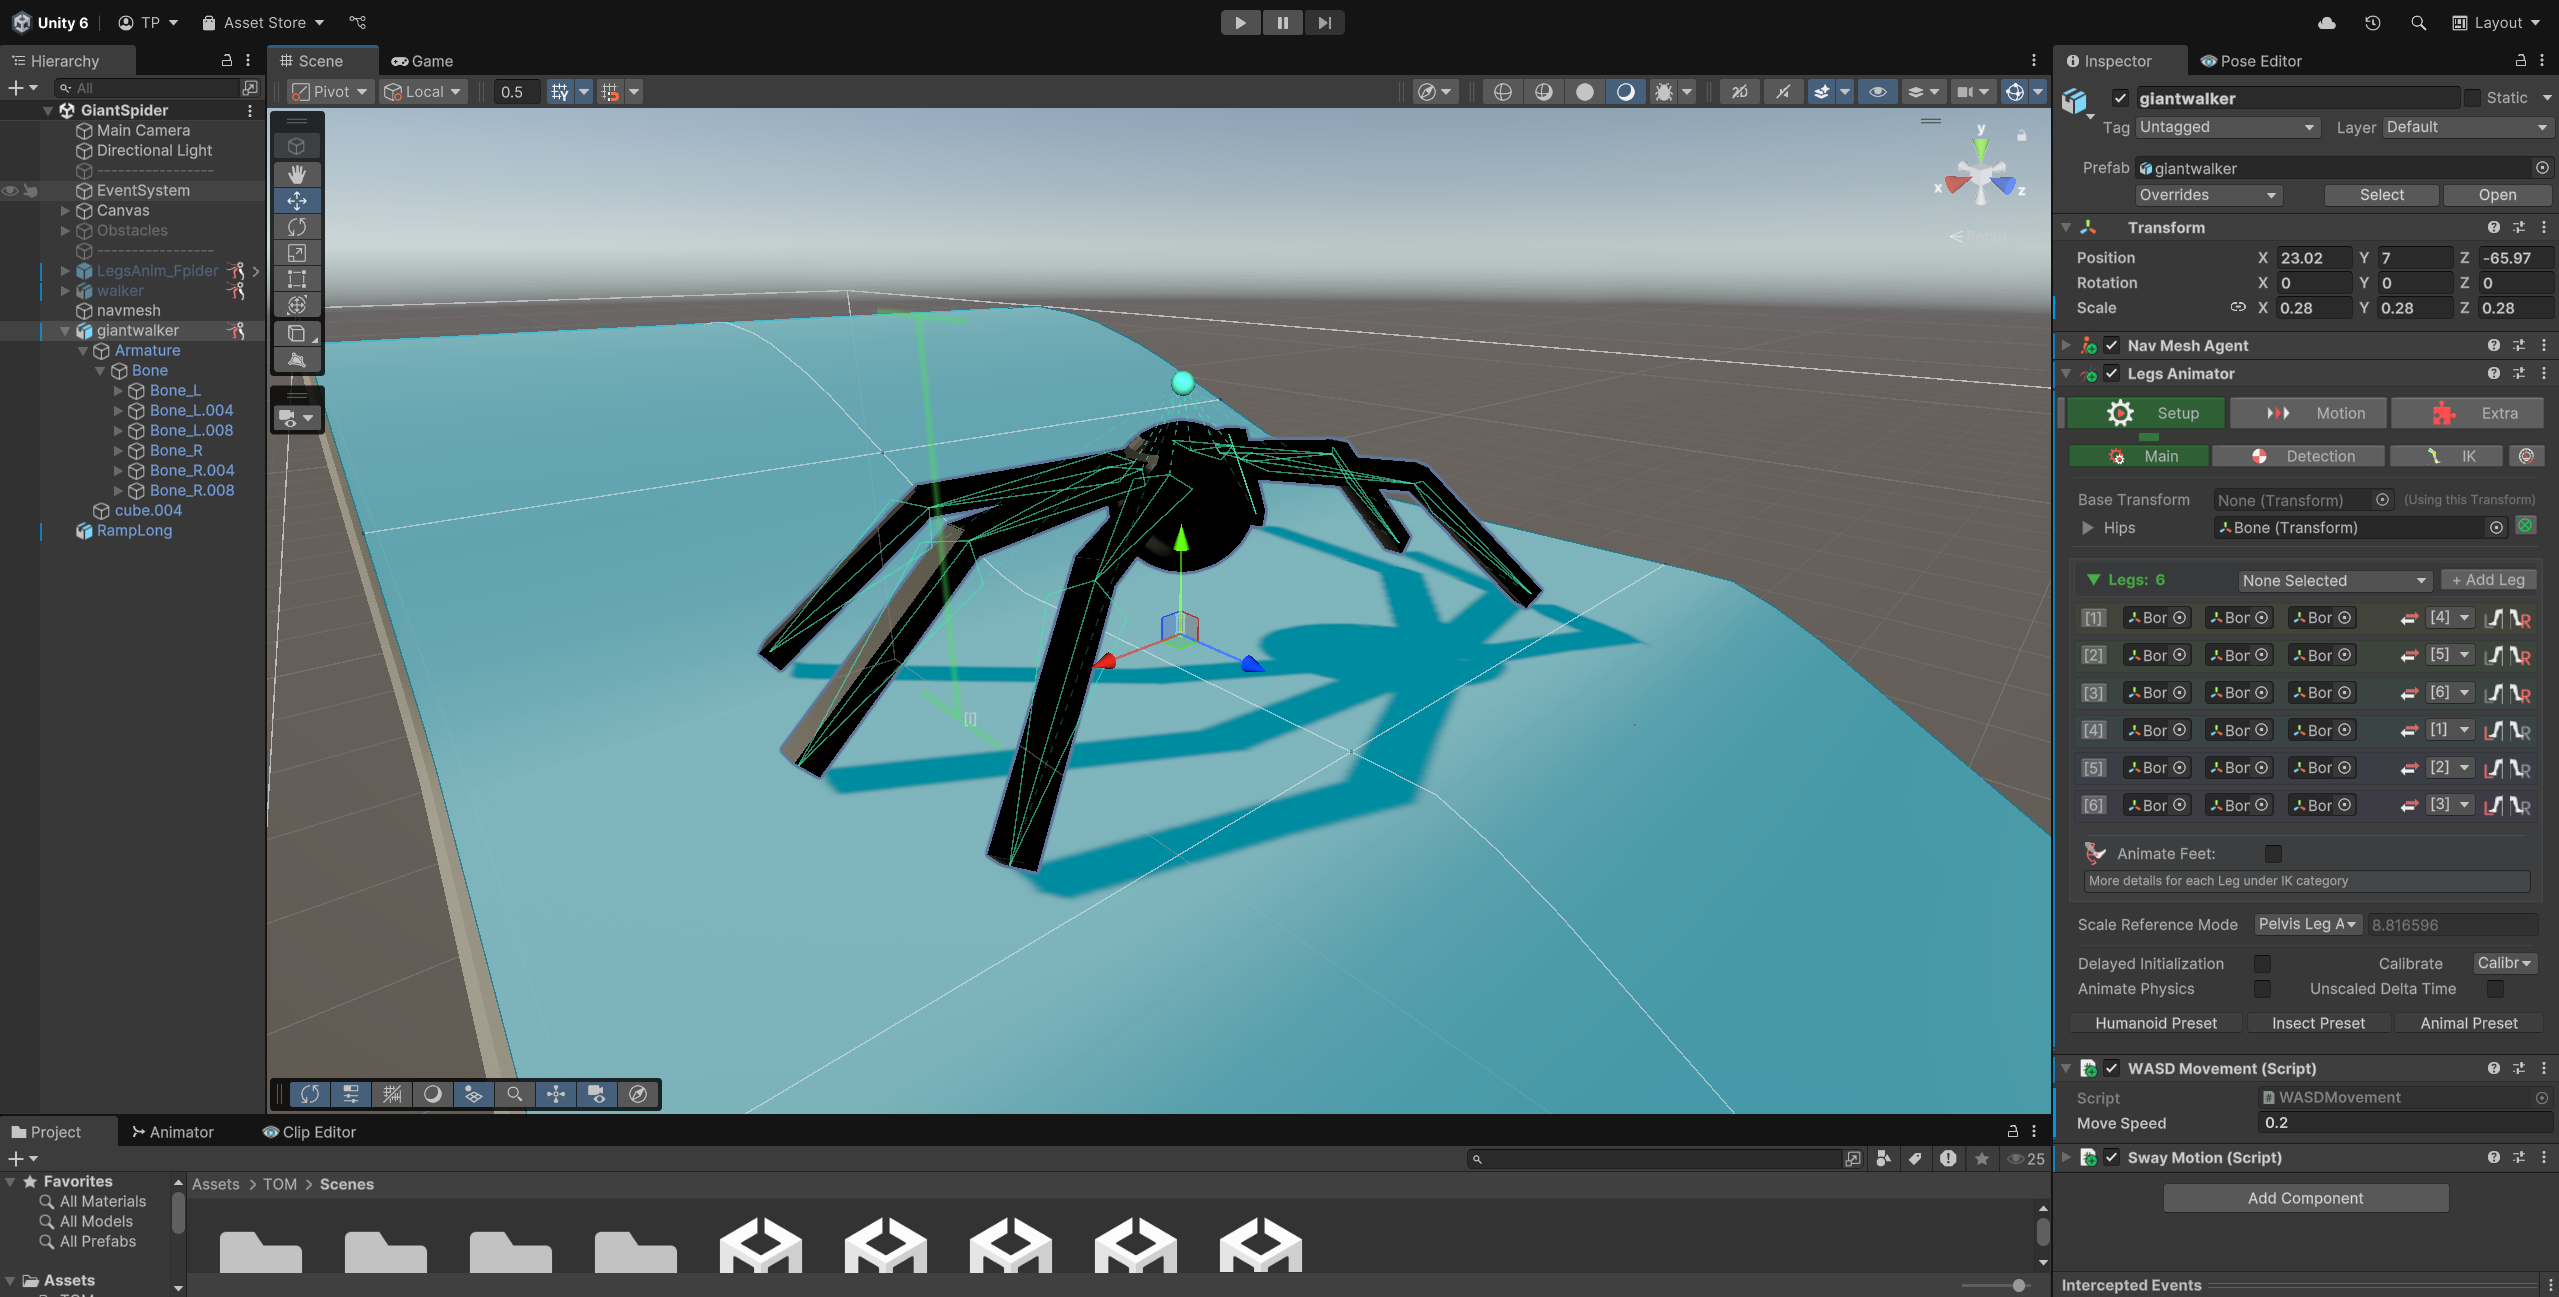 Unity 6 TP Asset Store Layout
Hierarchy
All
GiantSpider
Main Camera
Directional Light
-----------------
EventSystem
Canvas
Obstacles
-----------------
LegsAnim_Fpider
walker
navmesh
giantwalker
Armature
Bone
Bone_L
Bone_L.004
Bone_L.008
Bone_R
Bone_R.004
Bone_R.008
cube.004
RampLong
Scene Game
Pivot Local 0.5 2D
y
x z
Persp
[I]
Inspector Pose Editor
giantwalker Static
Tag Untagged Layer Default
Prefab giantwalker
Overrides Select Open
Transform
Position X 23.02 Y 7 Z -65.97
Rotation X 0 Y 0 Z 0
Scale X 0.28 Y 0.28 Z 0.28
Nav Mesh Agent
Legs Animator
Setup Motion Extra
Main Detection IK
Base Transform None (Transform) (Using this Transform)
Hips Bone (Transform)
Legs: 6 None Selected + Add Leg
[1] Bor Bor Bor [4] L R
[2] Bor Bor Bor [5] L R
[3] Bor Bor Bor [6] L R
[4] Bor Bor Bor [1] L R
[5] Bor Bor Bor [2] L R
[6] Bor Bor Bor [3] L R
Animate Feet:
More details for each Leg under IK category
Scale Reference Mode Pelvis Leg A 8.816596
Delayed Initialization Calibrate Calibr
Animate Physics Unscaled Delta Time
Humanoid Preset Insect Preset Animal Preset
WASD Movement (Script)
Script WASDMovement
Move Speed 0.2
Sway Motion (Script)
Add Component
Intercepted Events
Project Animator Clip Editor
25
Favorites
All Materials
All Models
All Prefabs
Assets
TOM
Assets > TOM > Scenes